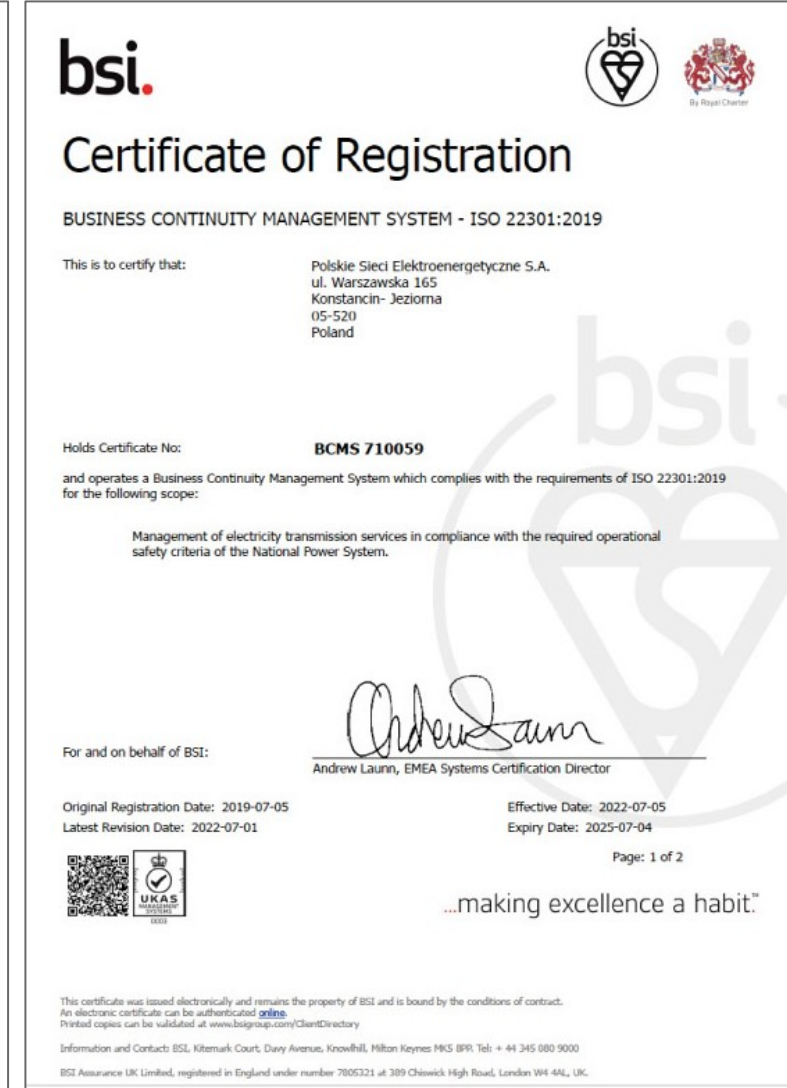 bsi.
bsi
By Royal Charter
Certificate of Registration
BUSINESS CONTINUITY MANAGEMENT SYSTEM - ISO 22301:2019
This is to certify that:
Polskie Sieci Elektroenergetyczne S.A.
ul. Warszawska 165
Konstancin- Jeziorna
05-520
Poland
bsi
Holds Certificate No:
BCMS 710059
and operates a Business Continuity Management System which complies with the requirements of ISO 22301:2019
for the following scope:
Management of electricity transmission services in compliance with the required operational
safety criteria of the National Power System.
For and on behalf of BSI:
Andrew Launn, EMEA Systems Certification Director
Original Registration Date: 2019-07-05
Effective Date: 2022-07-05
Latest Revision Date: 2022-07-01
Expiry Date: 2025-07-04
Page: 1 of 2
UKAS
MANAGEMENT
SYSTEMS
0003
...making excellence a habit.™
This certificate was issued electronically and remains the property of BSI and is bound by the conditions of contract.
An electronic certificate can be authenticated online.
Printed copies can be validated at www.bsigroup.com/ClientDirectory
Information and Contact: BSI, Kitemark Court, Davy Avenue, Knowlhill, Milton Keynes MK5 8PP. Tel: + 44 345 080 9000
BSI Assurance UK Limited, registered in England under number 7805321 at 389 Chiswick High Road, London W4 4AL, UK.